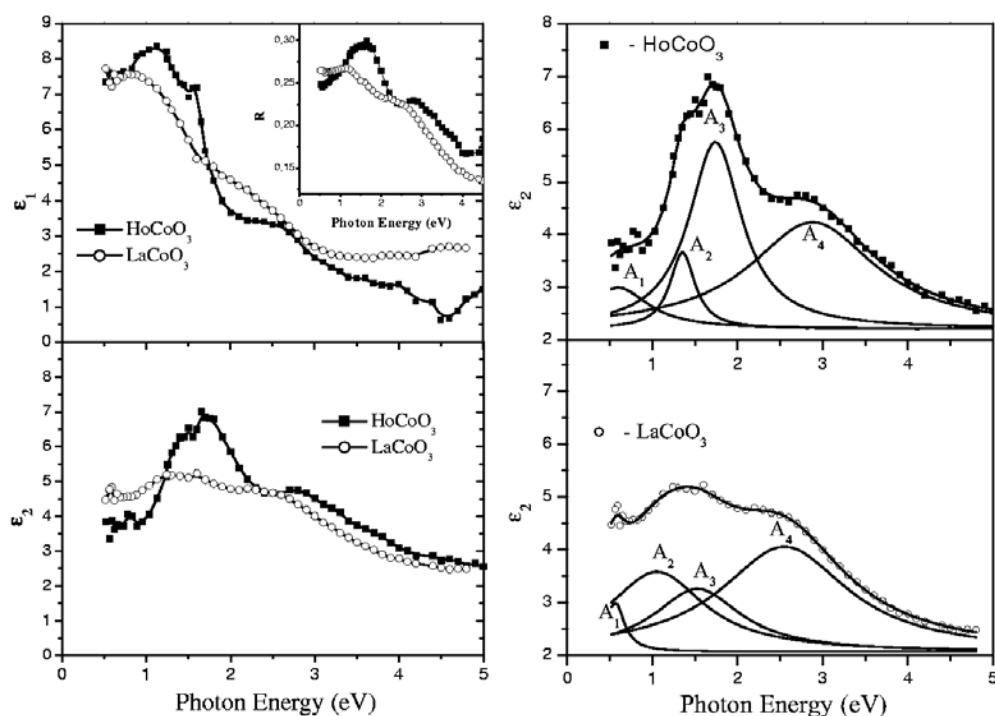 9
8
7
6
5
4
3
2
1
0
ε₁
HoCoO₃
LaCoO₃
0,30
0,25
0,20
0,15
R
0 1 2 3 4
Photon Energy (eV)
7
6
5
4
3
2
1
0
ε₂
HoCoO₃
LaCoO₃
0 1 2 3 4 5
Photon Energy (eV)
8
7
6
5
4
3
2
ε₂
- HoCoO₃
A₁
A₂
A₃
A₄
1 2 3 4
7
6
5
4
3
2
ε₂
- LaCoO₃
A₁
A₂
A₃
A₄
0 1 2 3 4 5
Photon Energy (eV)